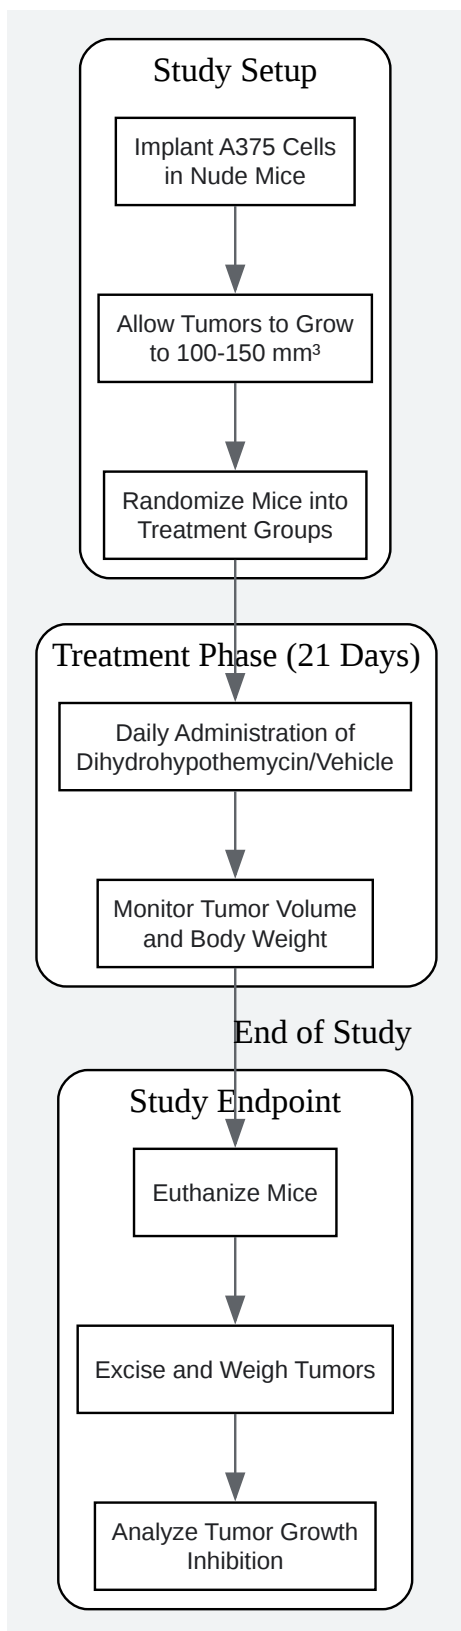 Study Setup
Implant A375 Cells
in Nude Mice
Allow Tumors to Grow
to 100-150 mm³
Randomize Mice into
Treatment Groups
Treatment Phase (21 Days)
Daily Administration of
Dihydrohypothemycin/Vehicle
Monitor Tumor Volume
and Body Weight
End of Study
Study Endpoint
Euthanize Mice
Excise and Weigh Tumors
Analyze Tumor Growth
Inhibition